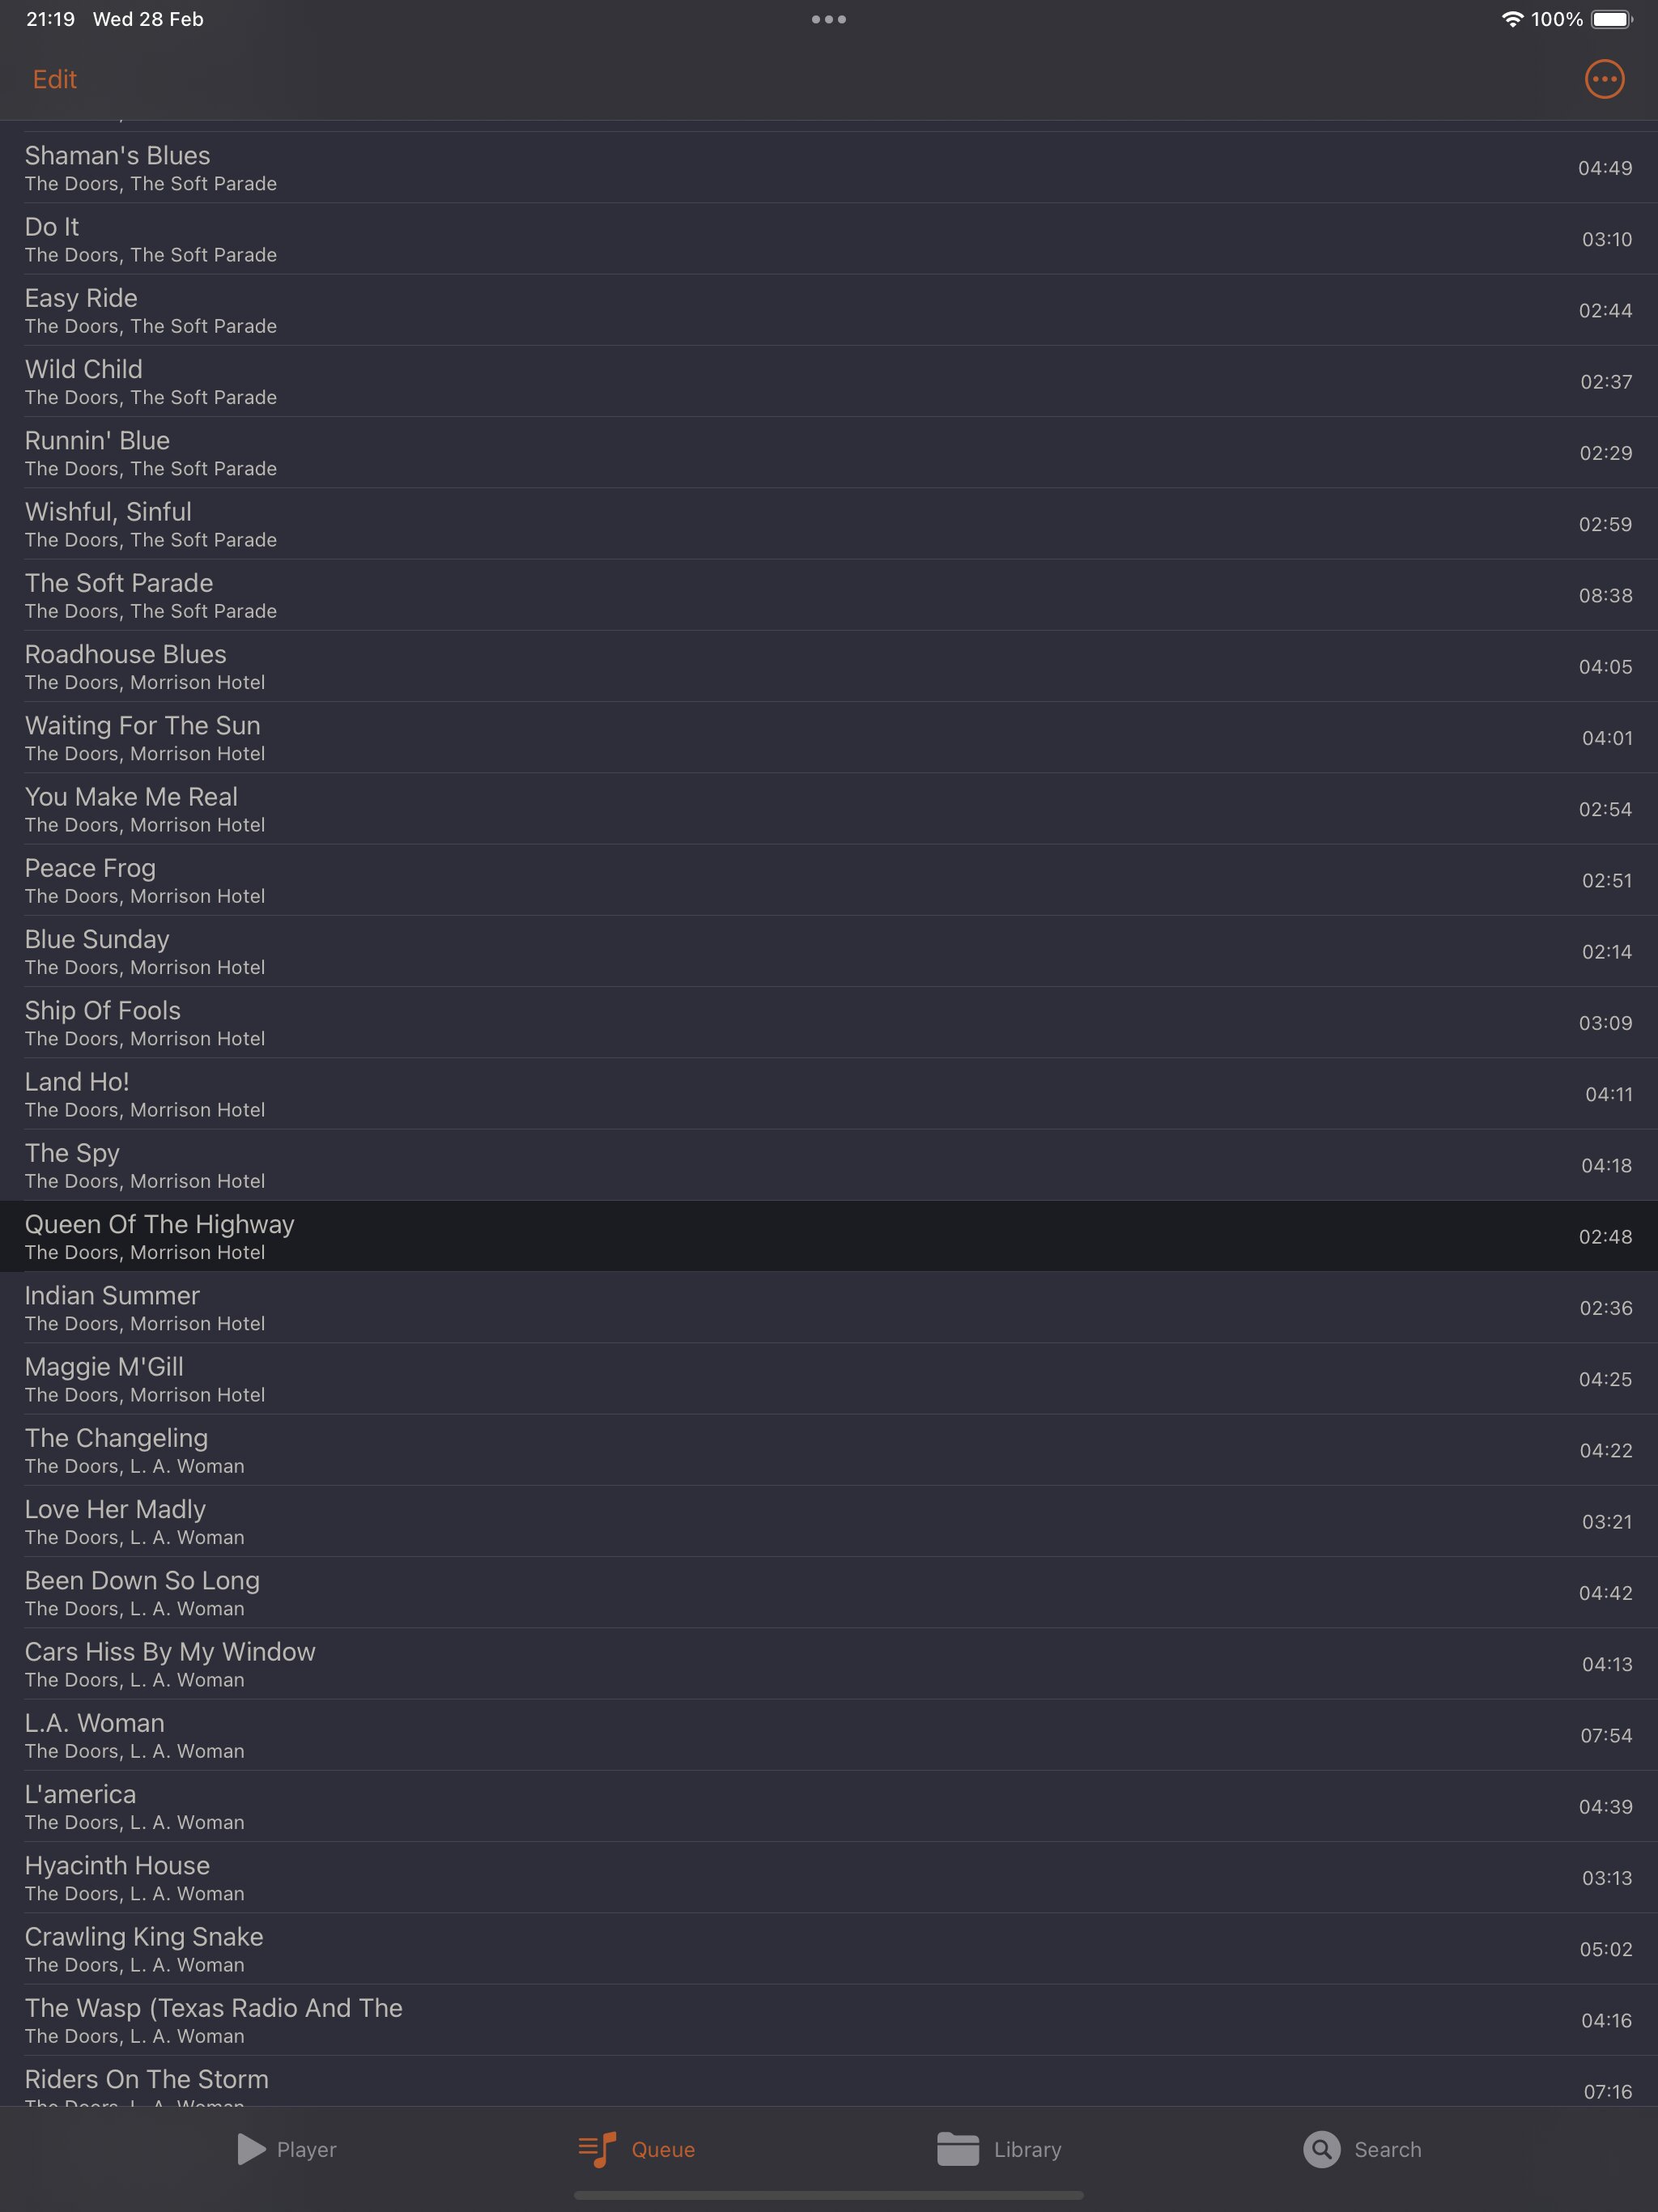 21:19 Wed 28 Feb
100%
Edit
Shaman's Blues
The Doors, The Soft Parade
04:49
Do It
The Doors, The Soft Parade
03:10
Easy Ride
The Doors, The Soft Parade
02:44
Wild Child
The Doors, The Soft Parade
02:37
Runnin' Blue
The Doors, The Soft Parade
02:29
Wishful, Sinful
The Doors, The Soft Parade
02:59
The Soft Parade
The Doors, The Soft Parade
08:38
Roadhouse Blues
The Doors, Morrison Hotel
04:05
Waiting For The Sun
The Doors, Morrison Hotel
04:01
You Make Me Real
The Doors, Morrison Hotel
02:54
Peace Frog
The Doors, Morrison Hotel
02:51
Blue Sunday
The Doors, Morrison Hotel
02:14
Ship Of Fools
The Doors, Morrison Hotel
03:09
Land Ho!
The Doors, Morrison Hotel
04:11
The Spy
The Doors, Morrison Hotel
04:18
Queen Of The Highway
The Doors, Morrison Hotel
02:48
Indian Summer
The Doors, Morrison Hotel
02:36
Maggie M'Gill
The Doors, Morrison Hotel
04:25
The Changeling
The Doors, L. A. Woman
04:22
Love Her Madly
The Doors, L. A. Woman
03:21
Been Down So Long
The Doors, L. A. Woman
04:42
Cars Hiss By My Window
The Doors, L. A. Woman
04:13
L.A. Woman
The Doors, L. A. Woman
07:54
L'america
The Doors, L. A. Woman
04:39
Hyacinth House
The Doors, L. A. Woman
03:13
Crawling King Snake
The Doors, L. A. Woman
05:02
The Wasp (Texas Radio And The
The Doors, L. A. Woman
04:16
Riders On The Storm
The Doors, L. A. Woman
07:16
Player Queue Library Search